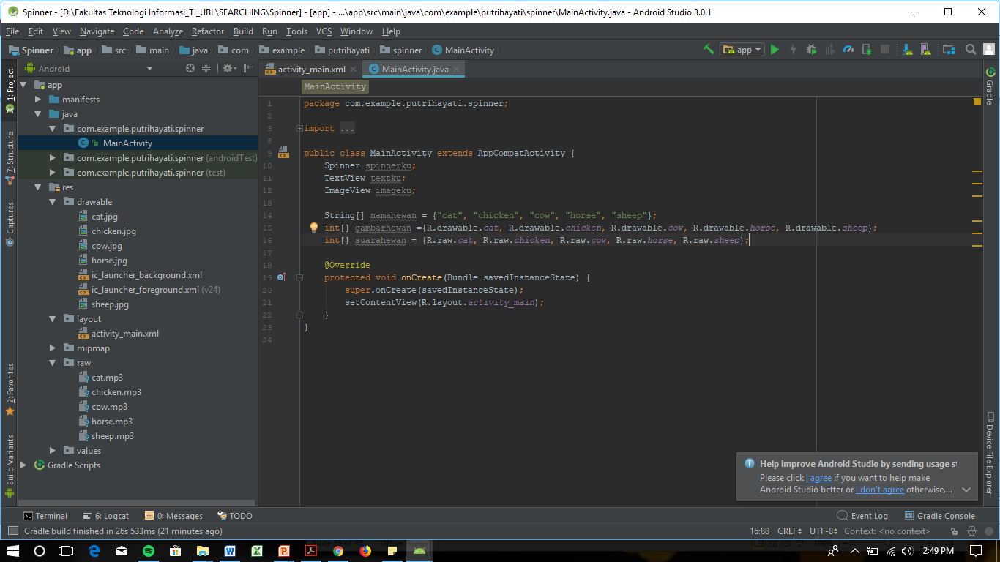 Spinner - [D:\Fakultas Teknologi Informasi_TI_UBL\SEARCHING\Spinner] - [app] - ...\app\src\main\java\com\example\putrihayati\spinner\MainActivity.java - Android Studio 3.0.1
File Edit View Navigate Code Analyze Refactor Build Run Tools VCS Window Help
Spinner app src main java com example putrihayati spinner MainActivity app
1: Project
7: Structure
Captures
2: Favorites
Build Variants
Android
app
manifests
java
com.example.putrihayati.spinner
MainActivity
com.example.putrihayati.spinner (androidTest)
com.example.putrihayati.spinner (test)
res
drawable
cat.jpg
chicken.jpg
cow.jpg
horse.jpg
ic_launcher_background.xml
ic_launcher_foreground.xml (v24)
sheep.jpg
layout
activity_main.xml
mipmap
raw
cat.mp3
chicken.mp3
cow.mp3
horse.mp3
sheep.mp3
values
Gradle Scripts
activity_main.xml MainActivity.java
MainActivity
1 package com.example.putrihayati.spinner;
2
3 import ...
8
9 public class MainActivity extends AppCompatActivity {
10 Spinner spinnerku;
11 TextView textku;
12 ImageView imageku;
13
14 String[] namahewan = {"cat", "chicken", "cow", "horse", "sheep"};
15 int[] gambarhewan ={R.drawable.cat, R.drawable.chicken, R.drawable.cow, R.drawable.horse, R.drawable.sheep};
16 int[] suarahewan = {R.raw.cat, R.raw.chicken, R.raw.cow, R.raw.horse, R.raw.sheep};
17
18 @Override
19 protected void onCreate(Bundle savedInstanceState) {
20 super.onCreate(savedInstanceState);
21 setContentView(R.layout.activity_main);
22 }
23 }
24
Gradle
Device File Explorer
Help improve Android Studio by sending usage st
Please click I agree if you want to help make
Android Studio better or I don't agree otherwise....
Terminal 6: Logcat 0: Messages TODO Event Log Gradle Console
Gradle build finished in 26s 533ms (21 minutes ago) 16:88 CRLF UTF-8 Context: <no context>
2:49 PM